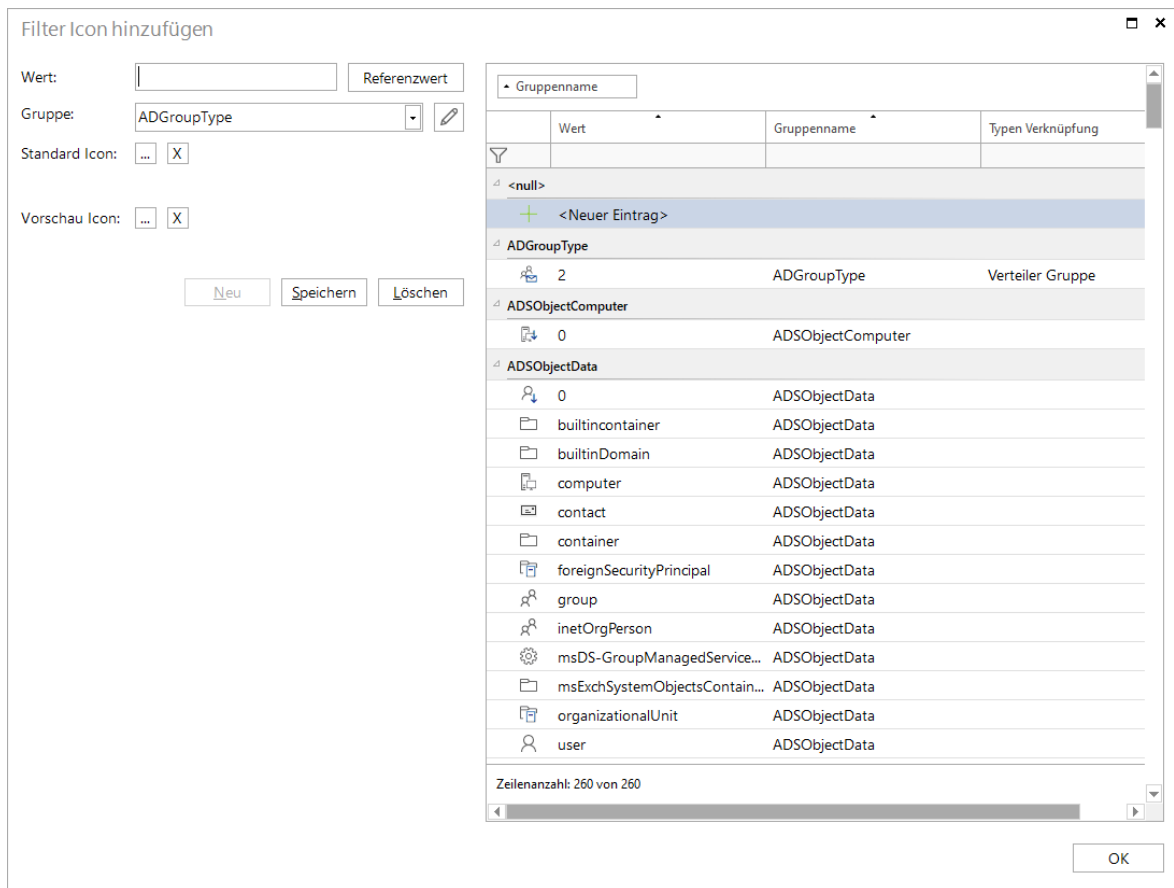 Filter Icon hinzufügen
Wert:
Referenzwert
Gruppe:
ADGroupType
Standard Icon:
... X
Vorschau Icon:
... X
Neu Speichern Löschen
Gruppenname
Wert Gruppenname Typen Verknüpfung
<null>
<Neuer Eintrag>
ADGroupType
2 ADGroupType Verteiler Gruppe
ADSObjectComputer
0 ADSObjectComputer
ADSObjectData
0 ADSObjectData
builtincontainer ADSObjectData
builtinDomain ADSObjectData
computer ADSObjectData
contact ADSObjectData
container ADSObjectData
foreignSecurityPrincipal ADSObjectData
group ADSObjectData
inetOrgPerson ADSObjectData
msDS-GroupManagedService... ADSObjectData
msExchSystemObjectsContain... ADSObjectData
organizationalUnit ADSObjectData
user ADSObjectData
Zeilenanzahl: 260 von 260
OK